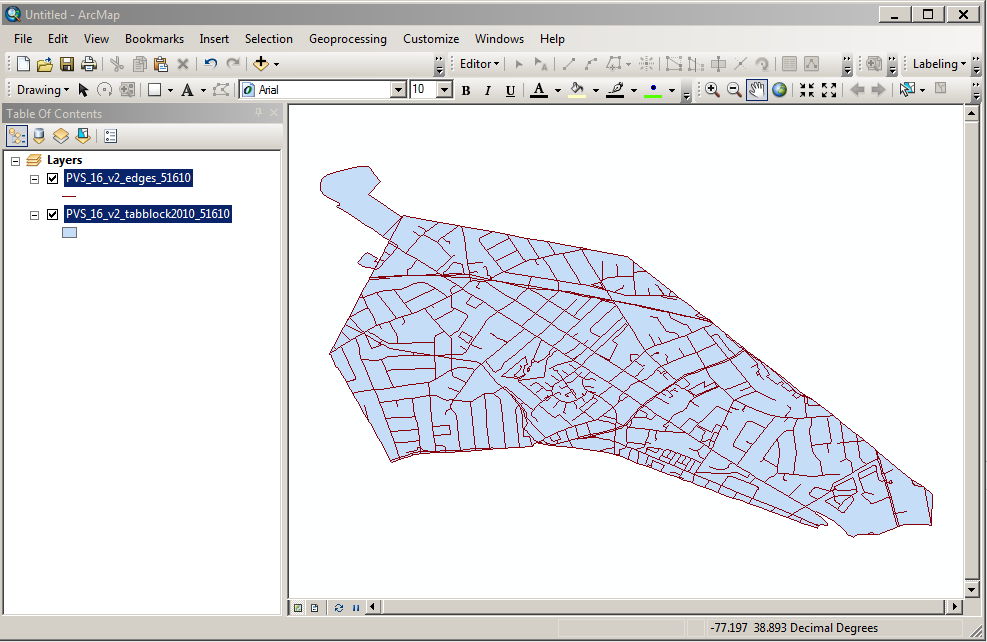 Untitled - ArcMap
File Edit View Bookmarks Insert Selection Geoprocessing Customize Windows Help
Editor Labeling
Drawing A Arial 10 B I U A
Table Of Contents
Layers
PVS_16_v2_edges_51610
PVS_16_v2_tabblock2010_51610
-77.197 38.893 Decimal Degrees